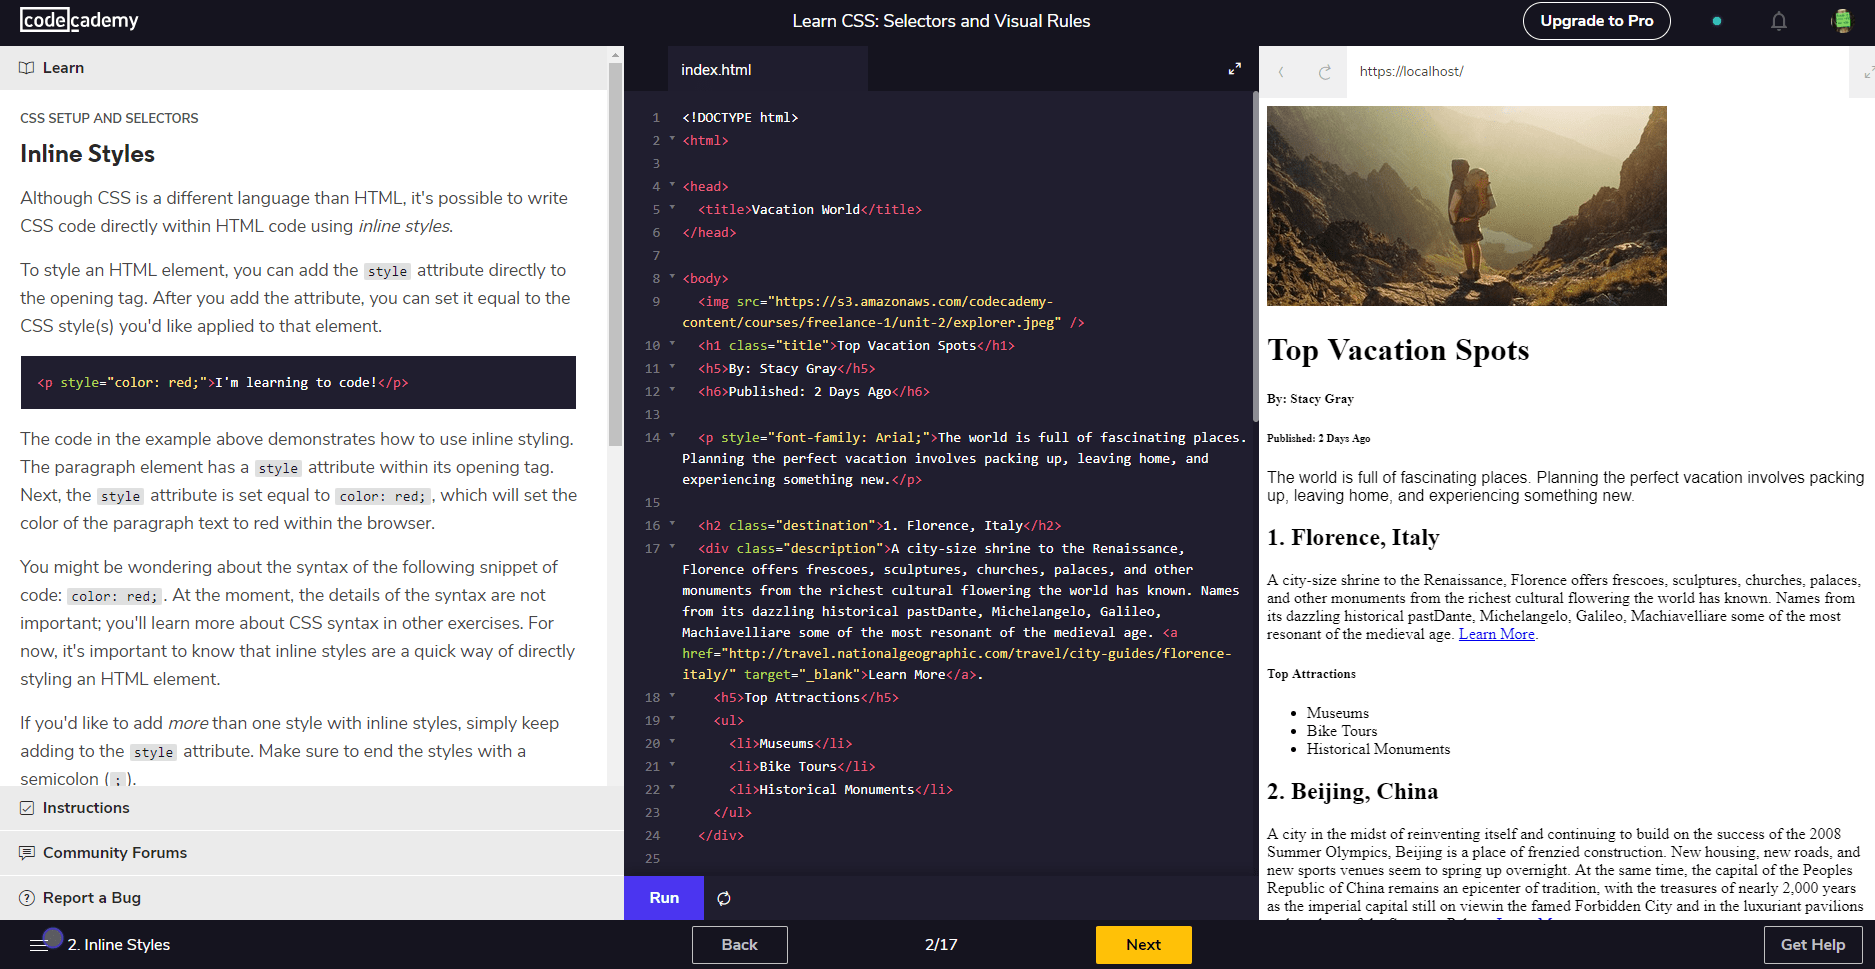 codecademy
Learn CSS: Selectors and Visual Rules
Upgrade to Pro
Learn
CSS SETUP AND SELECTORS
Inline Styles
Although CSS is a different language than HTML, it's possible to write
CSS code directly within HTML code using inline styles.
To style an HTML element, you can add the style attribute directly to
the opening tag. After you add the attribute, you can set it equal to the
CSS style(s) you'd like applied to that element.
<p style="color: red;">I'm learning to code!</p>
The code in the example above demonstrates how to use inline styling.
The paragraph element has a style attribute within its opening tag.
Next, the style attribute is set equal to color: red;, which will set the
color of the paragraph text to red within the browser.
You might be wondering about the syntax of the following snippet of
code: color: red;. At the moment, the details of the syntax are not
important; you'll learn more about CSS syntax in other exercises. For
now, it's important to know that inline styles are a quick way of directly
styling an HTML element.
If you'd like to add more than one style with inline styles, simply keep
adding to the style attribute. Make sure to end the styles with a
semicolon (;).
Instructions
Community Forums
Report a Bug
index.html
1 <!DOCTYPE html>
2 <html>
3
4 <head>
5 <title>Vacation World</title>
6 </head>
7
8 <body>
9 <img src="https://s3.amazonaws.com/codecademy-
content/courses/freelance-1/unit-2/explorer.jpeg" />
10 <h1 class="title">Top Vacation Spots</h1>
11 <h5>By: Stacy Gray</h5>
12 <h6>Published: 2 Days Ago</h6>
13
14 <p style="font-family: Arial;">The world is full of fascinating places.
Planning the perfect vacation involves packing up, leaving home, and
experiencing something new.</p>
15
16 <h2 class="destination">1. Florence, Italy</h2>
17 <div class="description">A city-size shrine to the Renaissance,
Florence offers frescoes, sculptures, churches, palaces, and other
monuments from the richest cultural flowering the world has known. Names
from its dazzling historical pastDante, Michelangelo, Galileo,
Machiavelliare some of the most resonant of the medieval age. <a
href="http://travel.nationalgeographic.com/travel/city-guides/florence-
italy/" target="_blank">Learn More</a>.
18 <h5>Top Attractions</h5>
19 <ul>
20 <li>Museums</li>
21 <li>Bike Tours</li>
22 <li>Historical Monuments</li>
23 </ul>
24 </div>
25
Run
https://localhost/
Top Vacation Spots
By: Stacy Gray
Published: 2 Days Ago
The world is full of fascinating places. Planning the perfect vacation involves packing
up, leaving home, and experiencing something new.
1. Florence, Italy
A city-size shrine to the Renaissance, Florence offers frescoes, sculptures, churches, palaces,
and other monuments from the richest cultural flowering the world has known. Names from
its dazzling historical pastDante, Michelangelo, Galileo, Machiavelliare some of the most
resonant of the medieval age. Learn More.
Top Attractions
• Museums
• Bike Tours
• Historical Monuments
2. Beijing, China
A city in the midst of reinventing itself and continuing to build on the success of the 2008
Summer Olympics, Beijing is a place of frenzied construction. New housing, new roads, and
new sports venues seem to spring up overnight. At the same time, the capital of the Peoples
Republic of China remains an epicenter of tradition, with the treasures of nearly 2,000 years
as the imperial capital still on viewin the famed Forbidden City and in the luxuriant pavilions
2. Inline Styles
Back
2/17
Next
Get Help